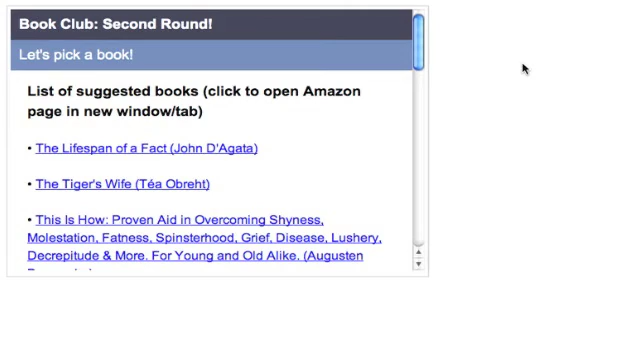 Book Club: Second Round!
Let's pick a book!
List of suggested books (click to open Amazon
page in new window/tab)
• The Lifespan of a Fact (John D'Agata)
• The Tiger's Wife (Téa Obreht)
• This Is How: Proven Aid in Overcoming Shyness,
Molestation, Fatness, Spinsterhood, Grief, Disease, Lushery,
Decrepitude & More. For Young and Old Alike. (Augusten